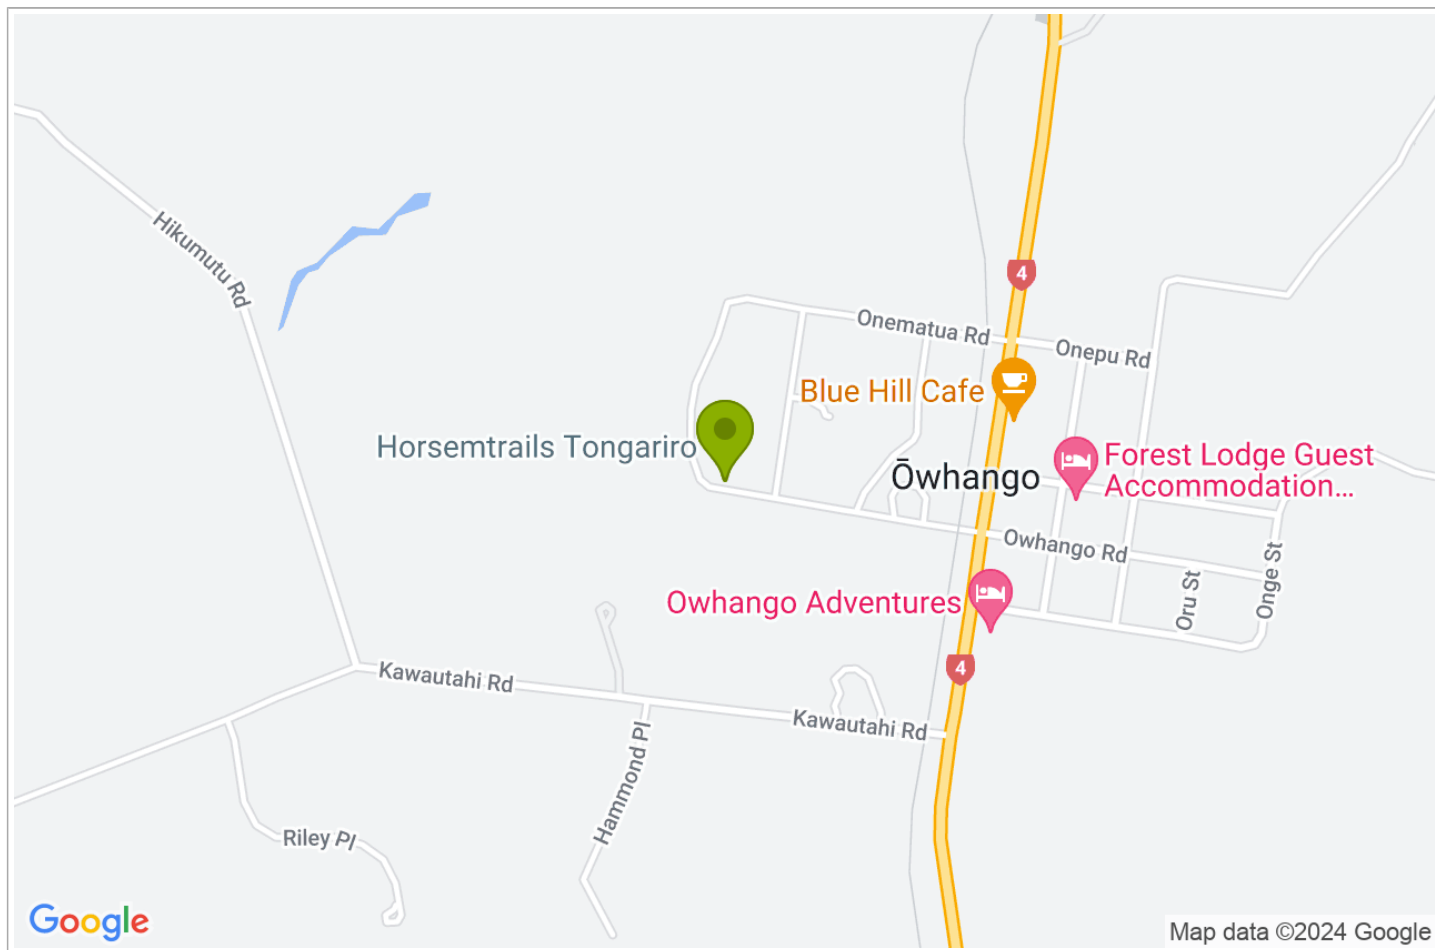 Hikumutu Rd
4
Onematua Rd
Onepu Rd
Blue Hill Cafe
Horsemtrails Tongariro
Ōwhango
Forest Lodge Guest
Accommodation...
Owhango Rd
Oru St
Onge St
Owhango Adventures
4
Kawautahi Rd
Kawautahi Rd
Hammond Pl
Riley Pl
Google
Map data ©2024 Google